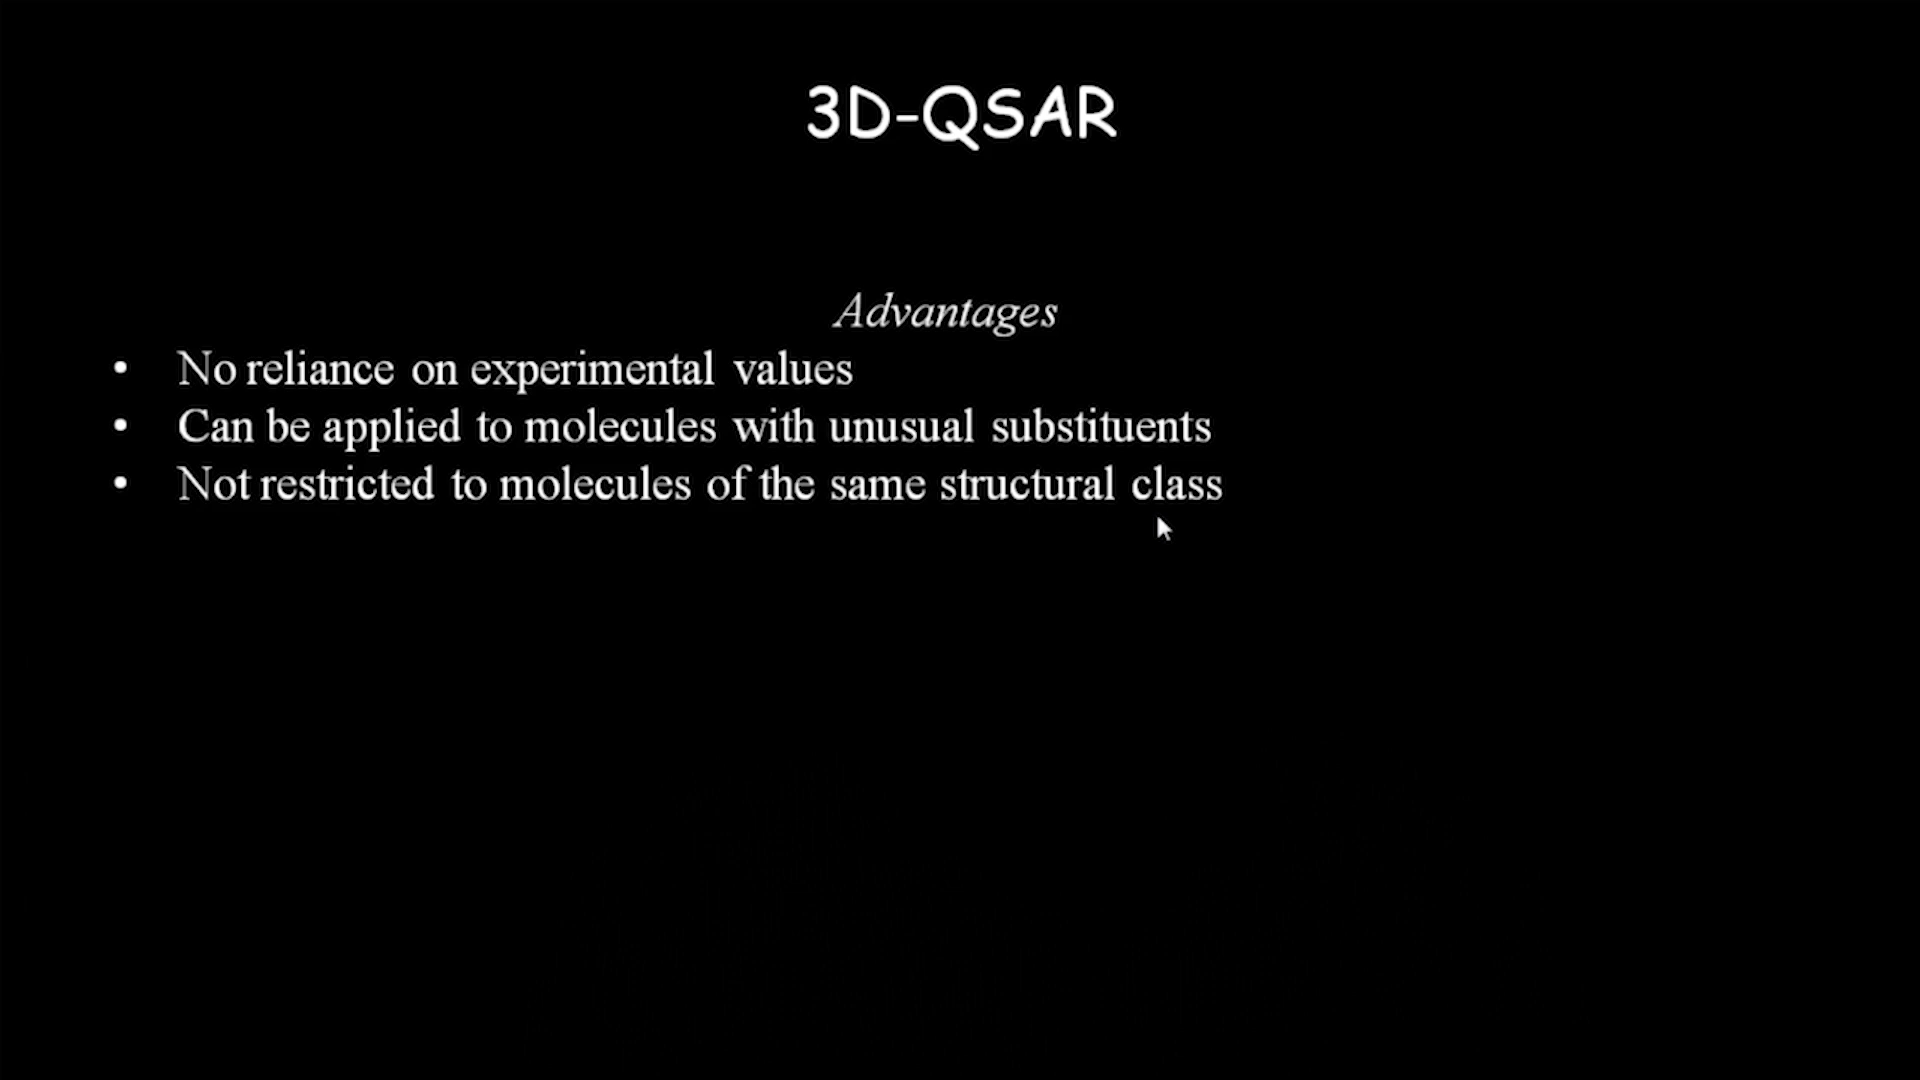 3D-QSAR
Advantages
• No reliance on experimental values
• Can be applied to molecules with unusual substituents
• Not restricted to molecules of the same structural class